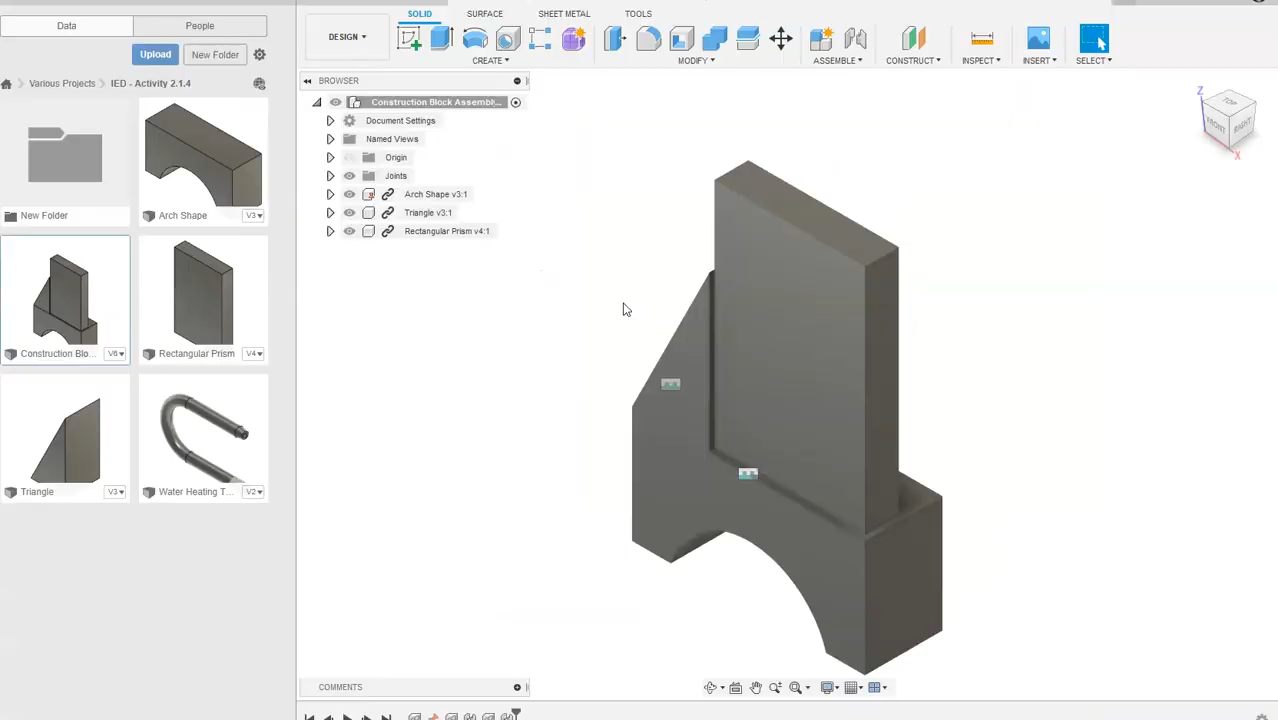 Data
People
SOLID
SURFACE
SHEET METAL
TOOLS
Upload
New Folder
DESIGN
CREATE
MODIFY
ASSEMBLE
CONSTRUCT
INSPECT
INSERT
SELECT
Various Projects
IED - Activity 2.1.4
BROWSER
Construction Block Assembl...
Document Settings
Named Views
Origin
Joints
Arch Shape v3:1
Triangle v3:1
Rectangular Prism v4:1
Z
TOP
FRONT
RIGHT
X
New Folder
Arch Shape
V3
Construction Blo...
V6
Rectangular Prism
V4
Triangle
V3
Water Heating T...
V2
COMMENTS